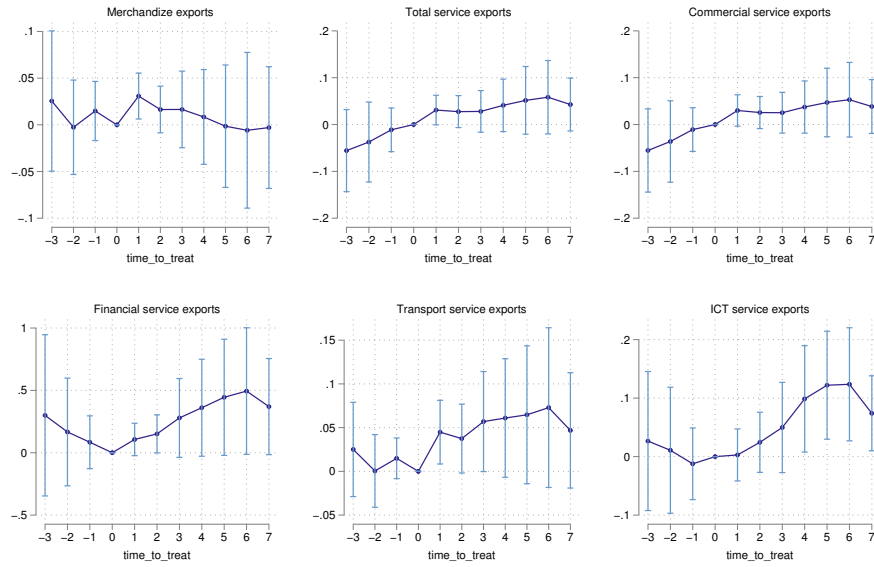 Merchandize exports
.1
.05
0
−.05
−.1
−3 −2 −1 0 1 2 3 4 5 6 7
time_to_treat
Total service exports
.2
.1
0
−.1
−.2
−3 −2 −1 0 1 2 3 4 5 6 7
time_to_treat
Commercial service exports
.2
.1
0
−.1
−.2
−3 −2 −1 0 1 2 3 4 5 6 7
time_to_treat
Financial service exports
1
.5
0
−.5
−3 −2 −1 0 1 2 3 4 5 6 7
time_to_treat
Transport service exports
.15
.1
.05
0
−.05
−3 −2 −1 0 1 2 3 4 5 6 7
time_to_treat
ICT service exports
.2
.1
0
−.1
−3 −2 −1 0 1 2 3 4 5 6 7
time_to_treat